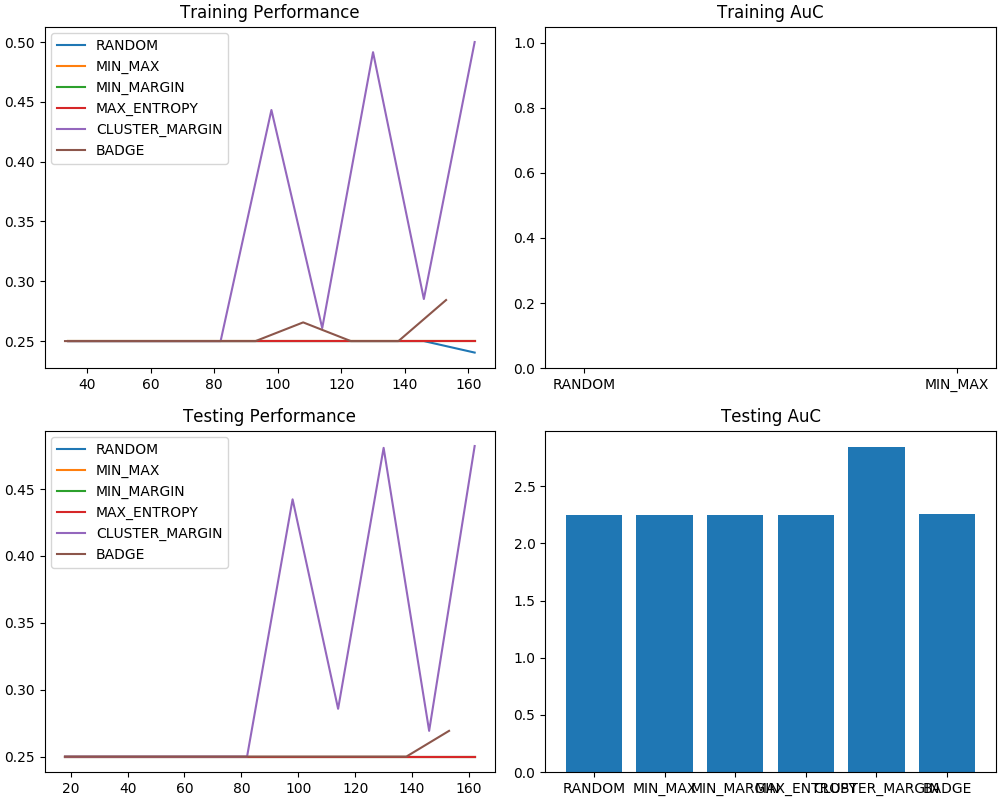 Training Performance
0.50
0.45
0.40
0.35
0.30
0.25
RANDOM
MIN_MAX
MIN_MARGIN
MAX_ENTROPY
CLUSTER_MARGIN
BADGE
40 60 80 100 120 140 160
Training AuC
1.0
0.8
0.6
0.4
0.2
0.0
RANDOM MIN_MAX
Testing Performance
0.45
0.40
0.35
0.30
0.25
RANDOM
MIN_MAX
MIN_MARGIN
MAX_ENTROPY
CLUSTER_MARGIN
BADGE
20 40 60 80 100 120 140 160
Testing AuC
2.5
2.0
1.5
1.0
0.5
0.0
RANDOM MIN_MAX MIN_MARGIN MAX_ENTROPY CLUSTER_MARGIN BADGE